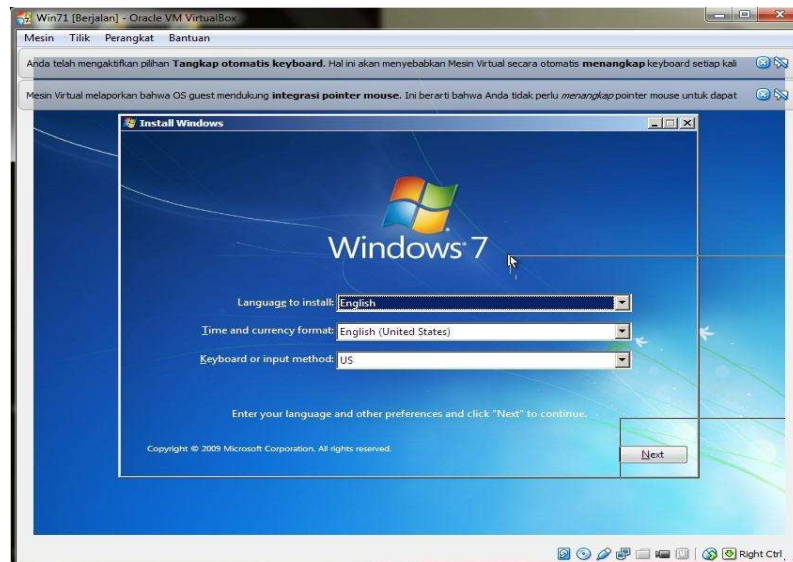 Win71 [Berjalan] - Oracle VM VirtualBox
Mesin Tilik Perangkat Bantuan
Anda telah mengaktifkan pilihan Tangkap otomatis keyboard. Hal ini akan menyebabkan Mesin Virtual secara otomatis menangkap keyboard setiap kali
Mesin Virtual melaporkan bahwa OS guest mendukung integrasi pointer mouse. Ini berarti bahwa Anda tidak perlu menangkap pointer mouse untuk dapat
Install Windows
Windows 7
Language to install: English
Time and currency format: English (United States)
Keyboard or input method: US
Enter your language and other preferences and click "Next" to continue.
Copyright © 2009 Microsoft Corporation. All rights reserved.
Next
Right Ctrl